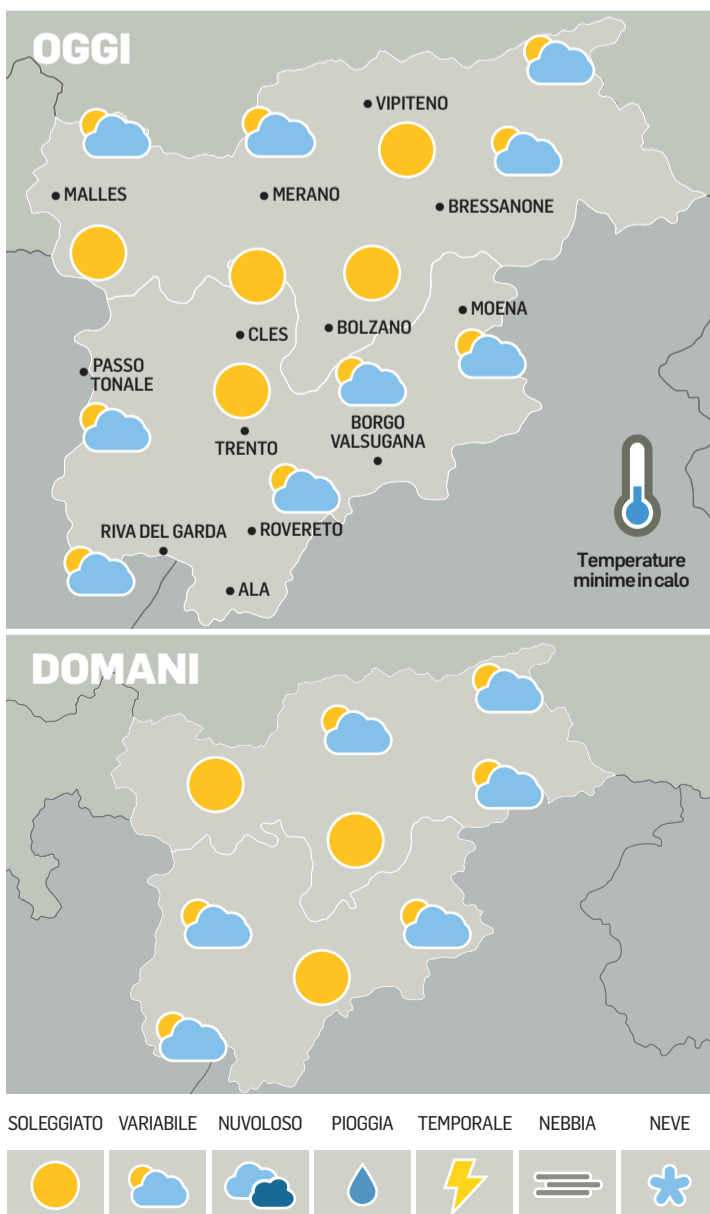 OGGI
VIPITENO
MALLES
MERANO
BRESSANONE
MOENA
BOLZANO
CLES
PASSO
TONALE
BORGO
VALSUGANA
TRENTO
RIVA DEL GARDA
ROVERETO
ALA
Temperature
minime in calo
DOMANI
SOLEGGIATO VARIABILE NUVOLOSO PIOGGIA TEMPORALE NEBBIA NEVE